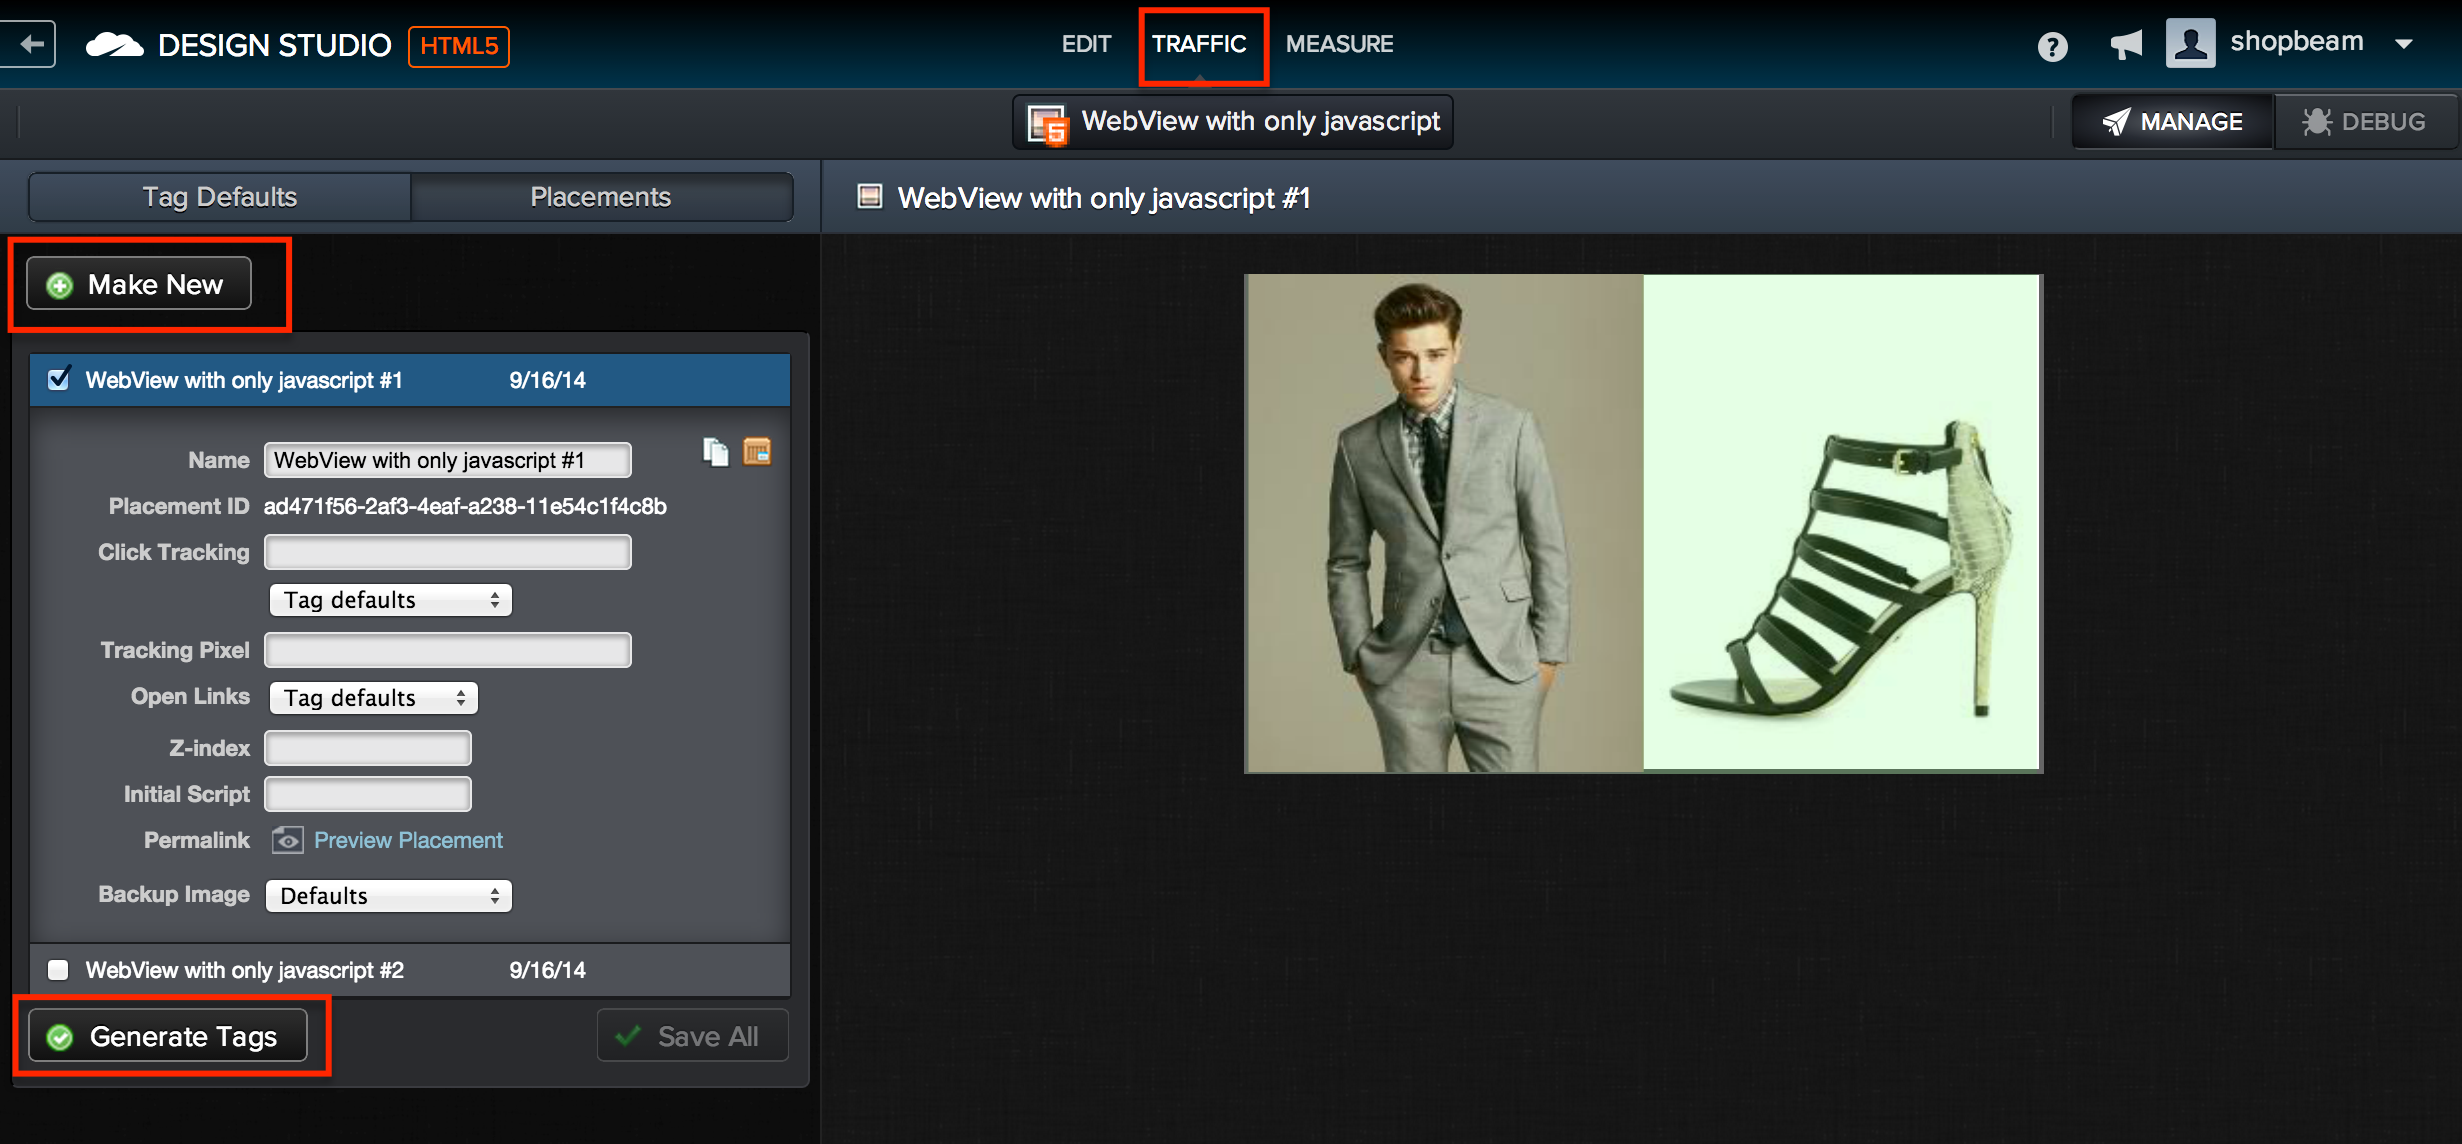 DESIGN STUDIO HTML5
EDIT TRAFFIC MEASURE
? shopbeam
5 WebView with only javascript
MANAGE DEBUG
Tag Defaults Placements
WebView with only javascript #1
Make New
WebView with only javascript #1 9/16/14
Name WebView with only javascript #1
Placement ID ad471f56-2af3-4eaf-a238-11e54c1f4c8b
Click Tracking
Tag defaults
Tracking Pixel
Open Links Tag defaults
Z-index
Initial Script
Permalink Preview Placement
Backup Image Defaults
WebView with only javascript #2 9/16/14
Generate Tags Save All